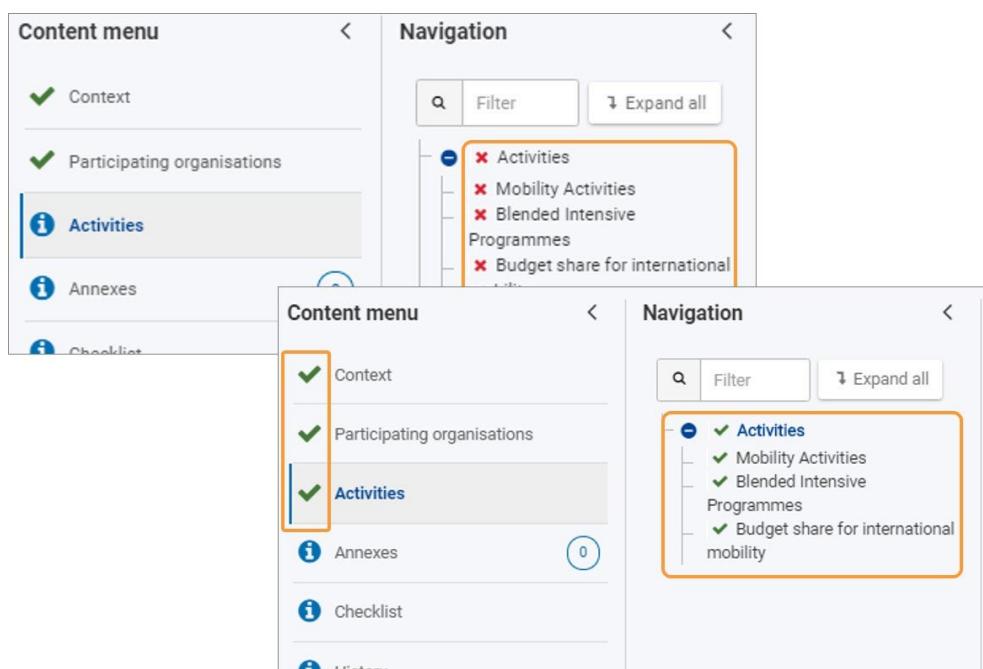 Content menu
Context
Participating organisations
Activities
Annexes
Navigation
Filter
Expand all
Activities
Mobility Activities
Blended Intensive
Programmes
Budget share for international
Content menu
Context
Participating organisations
Activities
Annexes
0
Checklist
Navigation
Filter
Expand all
Activities
Mobility Activities
Blended Intensive
Programmes
Budget share for international
mobility